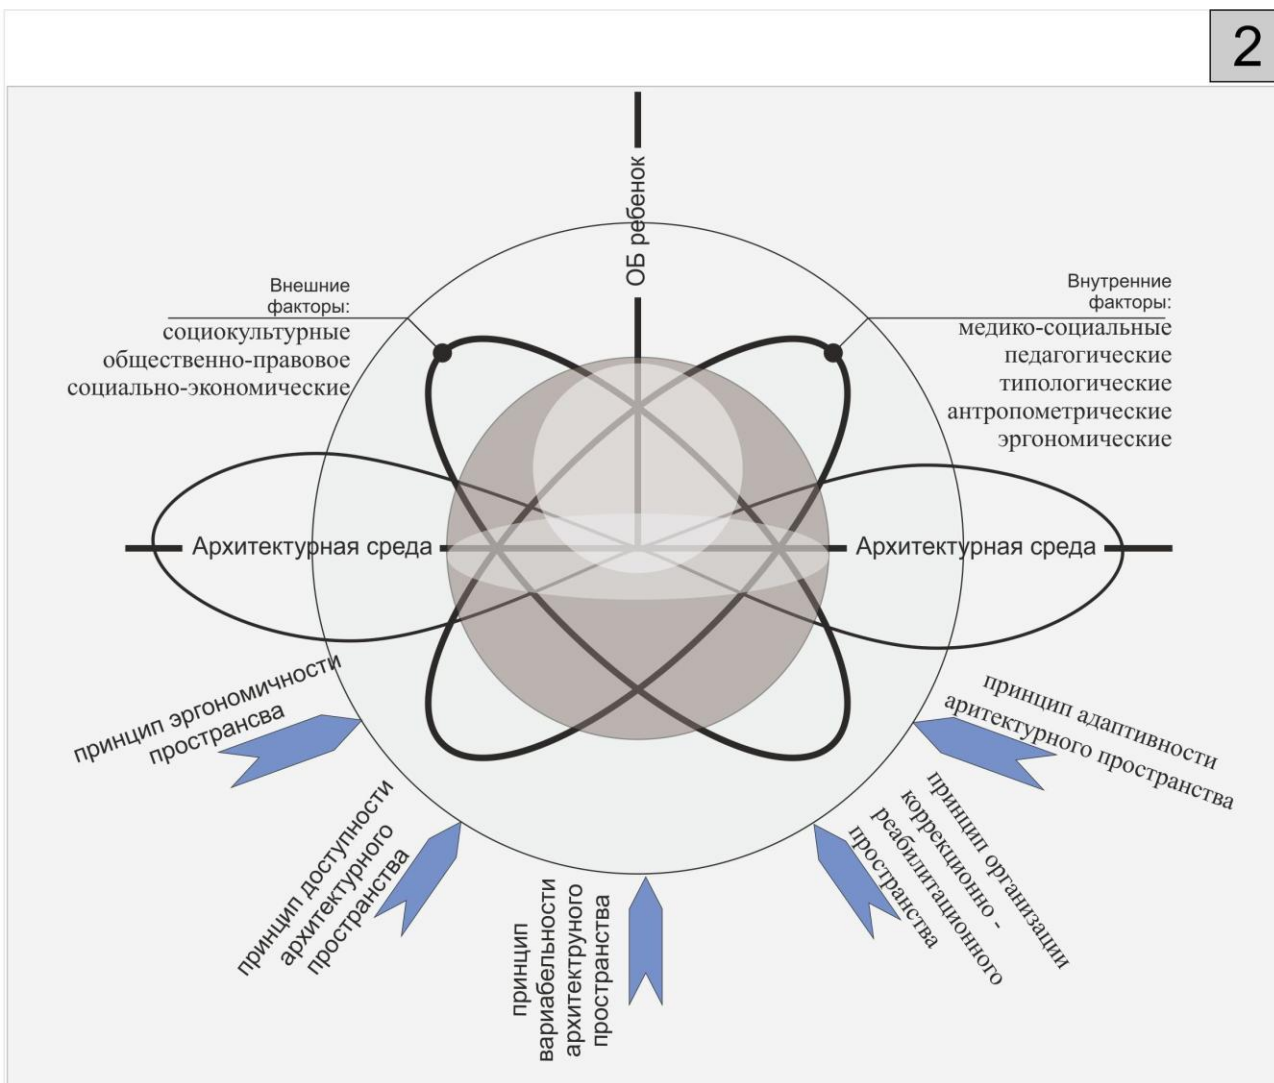 2
ОБ ребенок
Внешние
факторы:
социокультурные
общественно-правовое
социально-экономические
Внутренние
факторы:
медико-социальные
педагогические
типологические
антропометрические
эргономические
Архитектурная среда
Архитектурная среда
принцип эргономичности
пространсва
принцип доступности
архитектурного
пространства
принцип
вариабельности
архитектруного
пространства
принцип организации
коррекционно -
реабилитационного
пространства
принцип адаптивности
аритектурного пространства